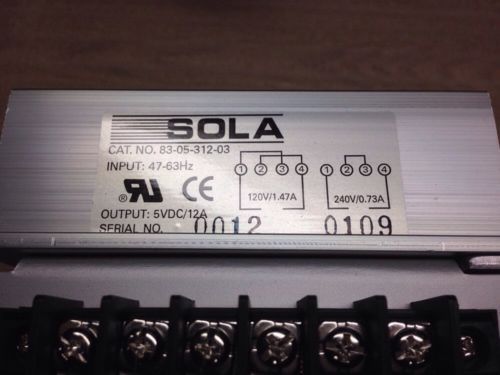 SOLA
CAT. NO. 83-05-312-03
INPUT: 47-63Hz
1 2 3 4 1 2 3 4
120V/1.47A 240V/0.73A
RU CE
OUTPUT: 5VDC/12A
SERIAL NO. 0012 0109